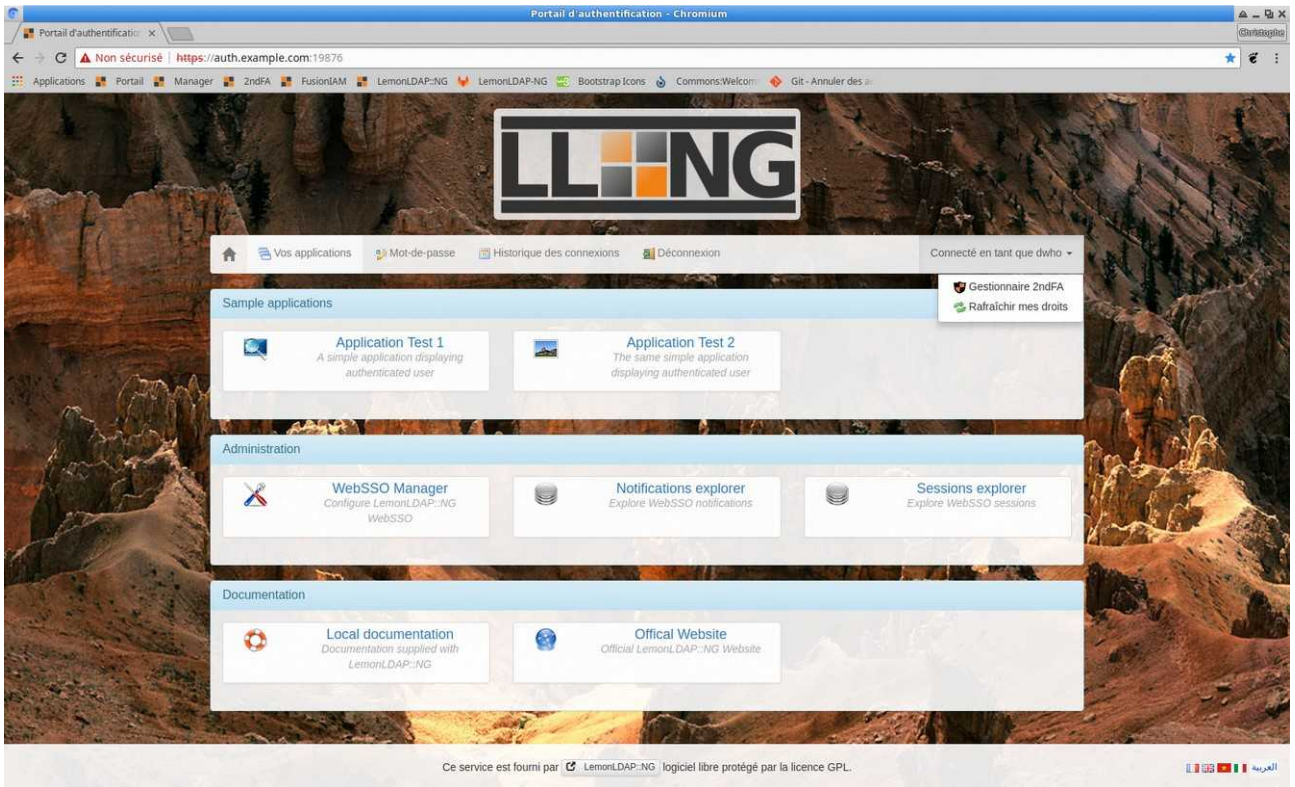 Portail d'authentification - Chromium
Portail d'authentificatio
Christophe
Non sécurisé | https://auth.example.com:19876
Applications Portail Manager 2ndFA FusionIAM LemonLDAP::NG LemonLDAP-NG Bootstrap Icons Commons:Welcom Git - Annuler des a
LL NG
Vos applications Mot-de-passe Historique des connexions Déconnexion Connecté en tant que dwho
Gestionnaire 2ndFA
Rafraîchir mes droits
Sample applications
Application Test 1
A simple application displaying
authenticated user
Application Test 2
The same simple application
displaying authenticated user
Administration
WebSSO Manager
Configure LemonLDAP::NG
WebSSO
Notifications explorer
Explore WebSSO notifications
Sessions explorer
Explore WebSSO sessions
Documentation
Local documentation
Documentation supplied with
LemonLDAP::NG
Offical Website
Official LemonLDAP::NG Website
Ce service est fourni par LemonLDAP::NG logiciel libre protégé par la licence GPL.
العربية